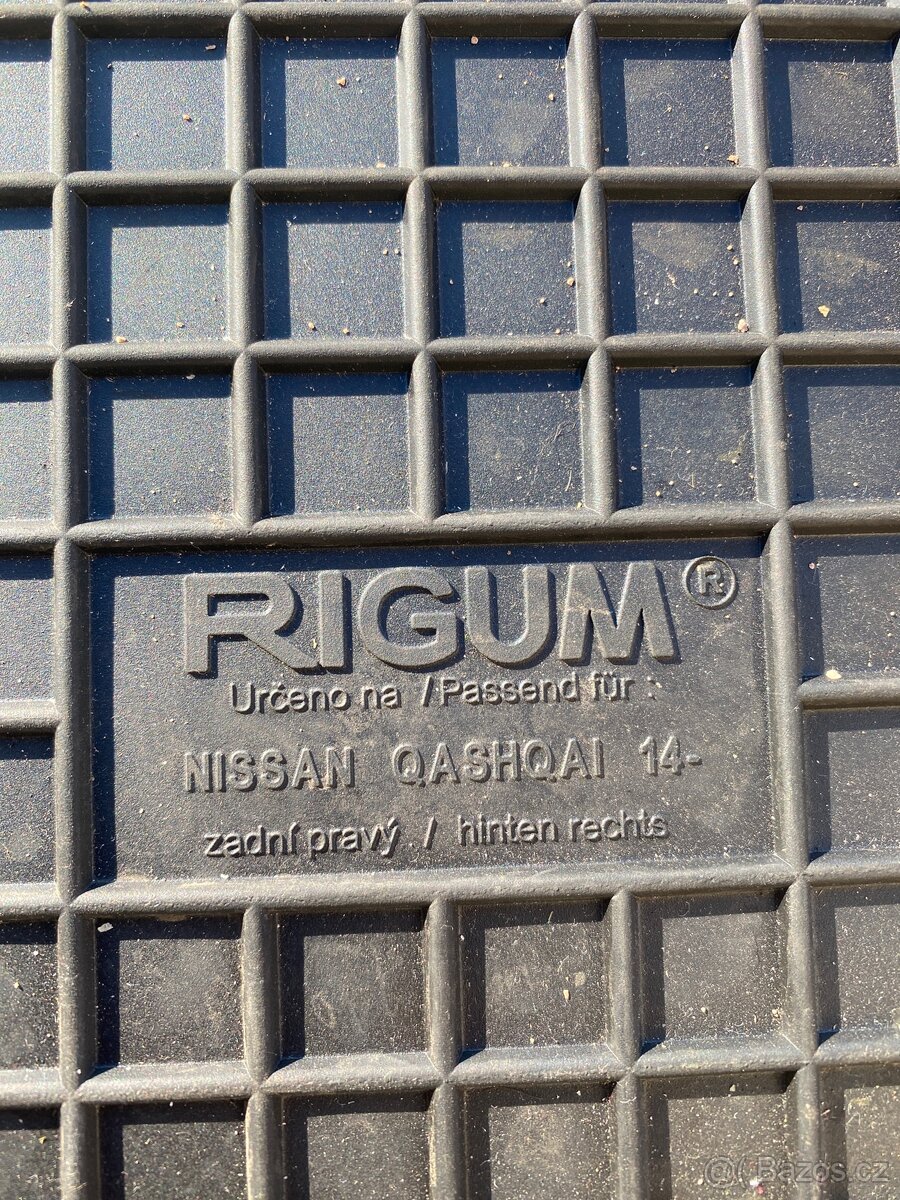 RIGUM®
Určeno na / Passend für :
NISSAN QASHQAI 14-
zadní pravý / hinten rechts
@ Bazos.cz